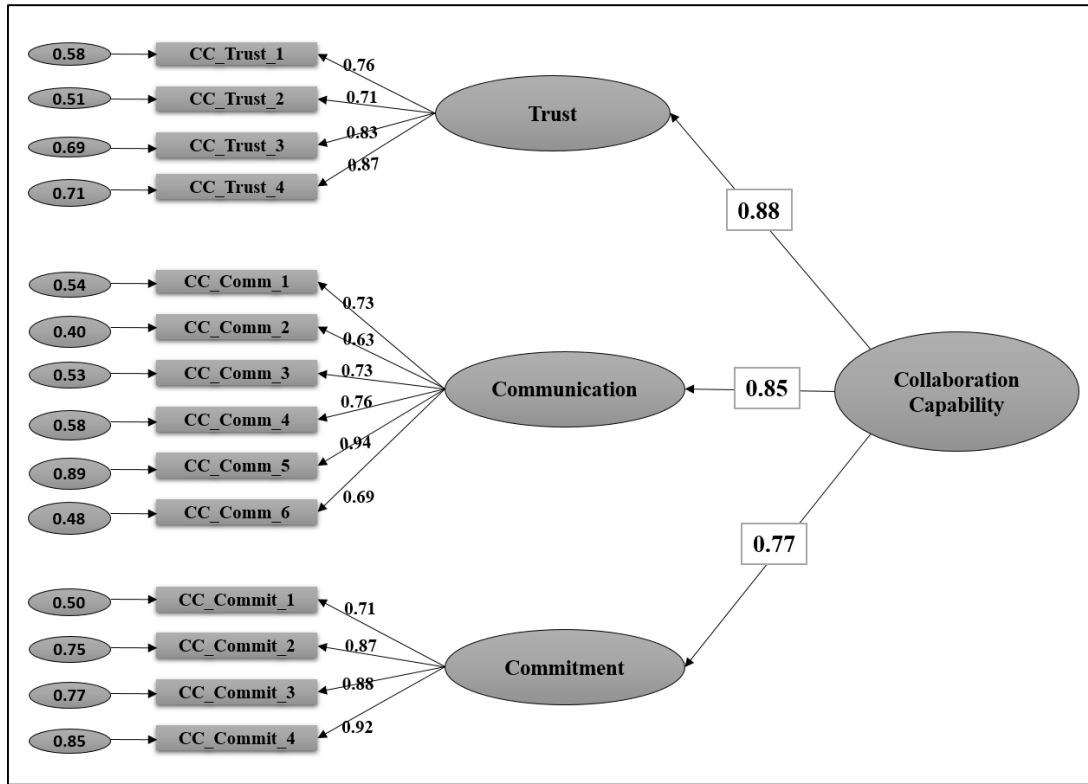 0.58 CC_Trust_1 0.76
0.51 CC_Trust_2 0.71
0.69 CC_Trust_3 0.83
0.71 CC_Trust_4 0.87
Trust
0.88
0.54 CC_Comm_1 0.73
0.40 CC_Comm_2 0.63
0.53 CC_Comm_3 0.73
0.58 CC_Comm_4 0.76
0.89 CC_Comm_5 0.94
0.48 CC_Comm_6 0.69
Communication
0.85
Collaboration
Capability
0.77
0.50 CC_Commit_1 0.71
0.75 CC_Commit_2 0.87
0.77 CC_Commit_3 0.88
0.85 CC_Commit_4 0.92
Commitment